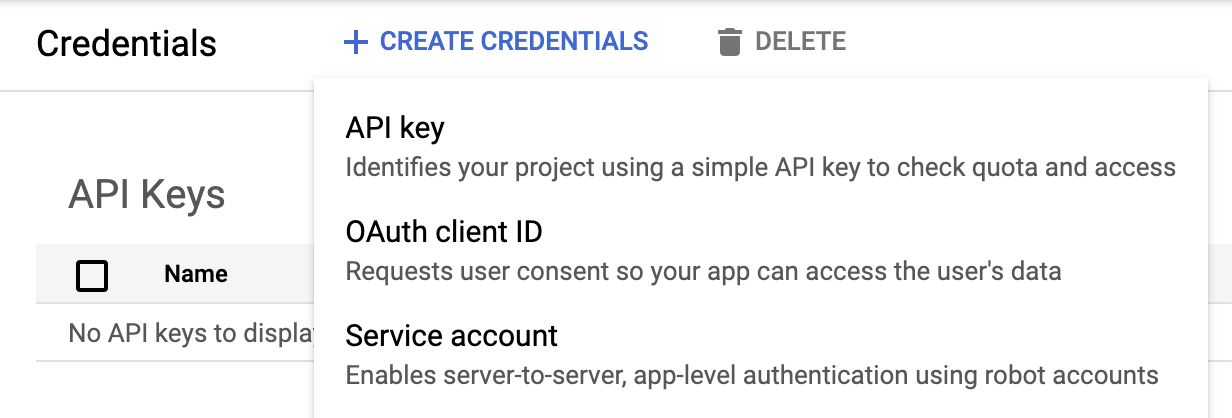 Credentials
CREATE CREDENTIALS
DELETE
API key
Identifies your project using a simple API key to check quota and access
API Keys
OAuth client ID
Requests user consent so your app can access the user's data
Name
No API keys to displa
Service account
Enables server-to-server, app-level authentication using robot accounts